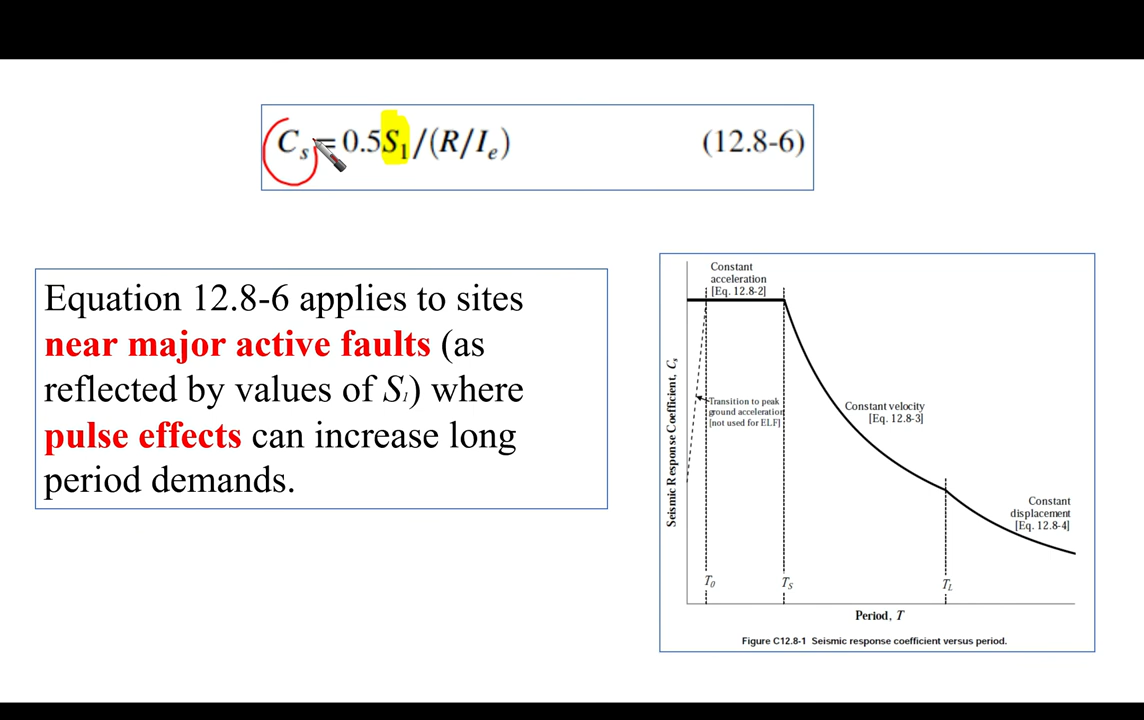 Cₛ = 0.5S₁/(R/Iₑ) (12.8-6)
Equation 12.8-6 applies to sites
near major active faults (as
reflected by values of S₁) where
pulse effects can increase long
period demands.
Constant
acceleration
[Eq. 12.8-2]
Transition to peak
ground acceleration
[not used for ELF]
Constant velocity
[Eq. 12.8-3]
Constant
displacement
[Eq. 12.8-4]
Seismic Response Coefficient, Cₛ
T₀ Tₛ T_L
Period, T
Figure C12.8-1 Seismic response coefficient versus period.